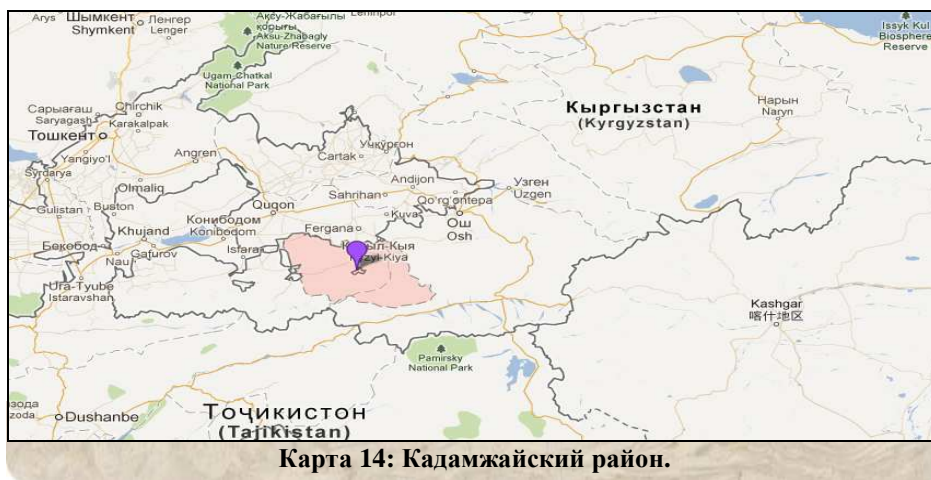 Arys
Шымкент
Shymkent
Ленгер
Lenger
Ақсу-Жабағылы
қорығы
Aksu-Zhabagly
Nature Reserve
Issyk Kul
Biosphere
Reserve
Ugam-Chatkal
National Park
Сарыағаш
Saryagash
Chirchik
Karakalpak
Тошкент
Кыргызстан
(Kyrgyzstan)
Нарын
Naryn
Yangiyo'l
Angren
Учқўрғон
Cartak
Syrdarya
Olmaliq
Andijon
Узген
Uzgen
Sahrihan
Qo'rg'ontepa
Gulistan
Buston
Quqon
Kuva
Ош
Osh
Конибодом
Konibodom
Khujand
Fergana
Бекобод
Nau
Gafurov
Isfara
Кызыл-Кыя
Kyzyl-Kiya
Ura-Tyube
Istaravshan
Kashgar
喀什地区
Pamirsky
National Park
зода
zoda
Dushanbe
Тоҷикистон
(Tajikistan)
Карта 14: Кадамжайский район.